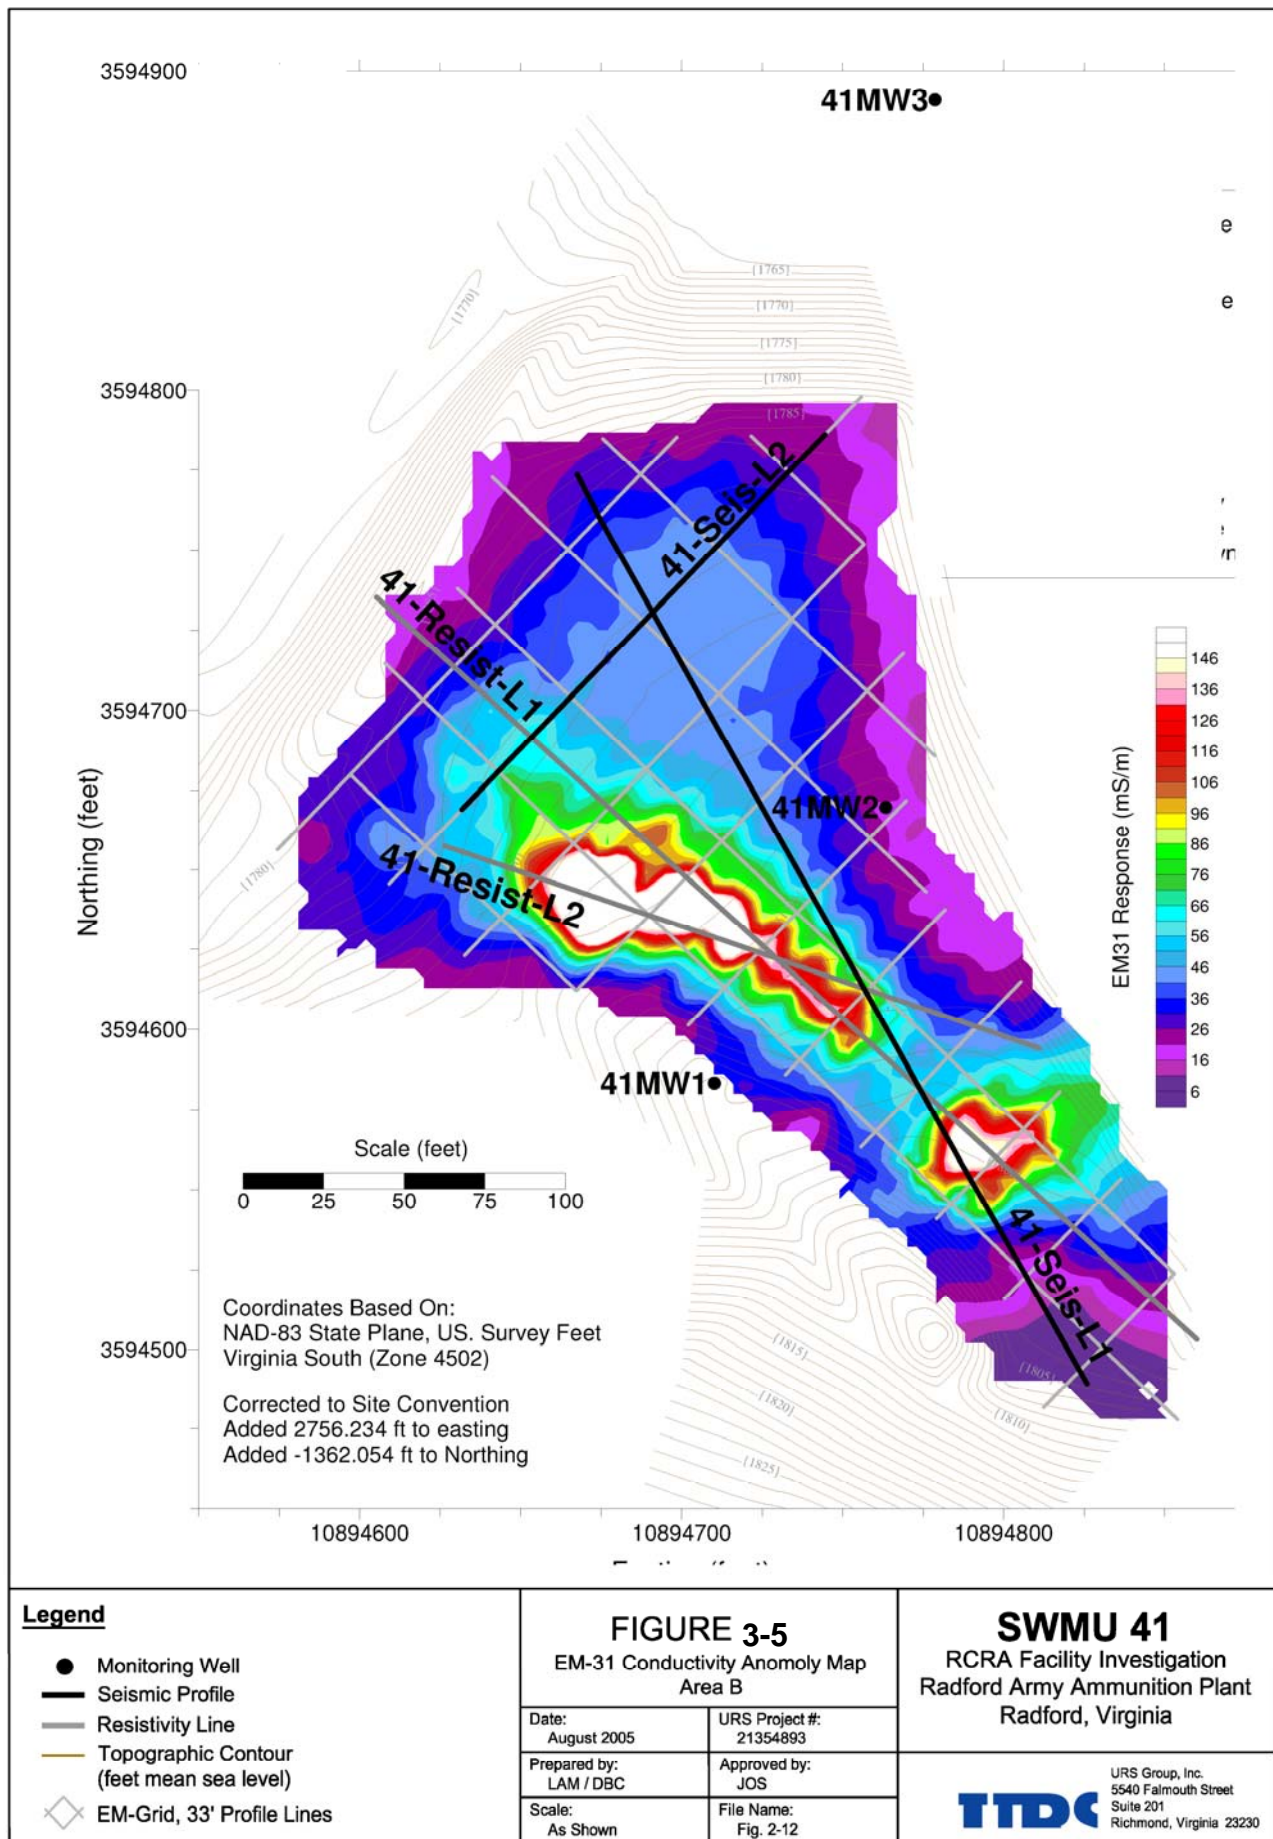 3594900
41MW3
e
[1765]
[1770]
[1770]
e
[1775]
[1780]
3594800
[1785]
41-Seis-L2
41-Resist-L1
146
136
3594700
126
116
106
96
86
76
66
56
46
36
26
16
6
EM31 Response (mS/m)
Northing (feet)
41MW2
[1780]
41-Resist-L2
3594600
41MW1
Scale (feet)
0 25 50 75 100
41-Seis-L1
Coordinates Based On:
NAD-83 State Plane, US. Survey Feet
Virginia South (Zone 4502)
3594500
[1815]
[1805]
[1820]
[1810]
[1825]
Corrected to Site Convention
Added 2756.234 ft to easting
Added -1362.054 ft to Northing
10894600 10894700 10894800
Legend
Monitoring Well
Seismic Profile
Resistivity Line
Topographic Contour
(feet mean sea level)
EM-Grid, 33' Profile Lines
FIGURE 3-5
EM-31 Conductivity Anomoly Map
Area B
Date:
August 2005
URS Project #:
21354893
Prepared by:
LAM / DBC
Approved by:
JOS
Scale:
As Shown
File Name:
Fig. 2-12
SWMU 41
RCRA Facility Investigation
Radford Army Ammunition Plant
Radford, Virginia
URS Group, Inc.
5540 Falmouth Street
Suite 201
Richmond, Virginia 23230